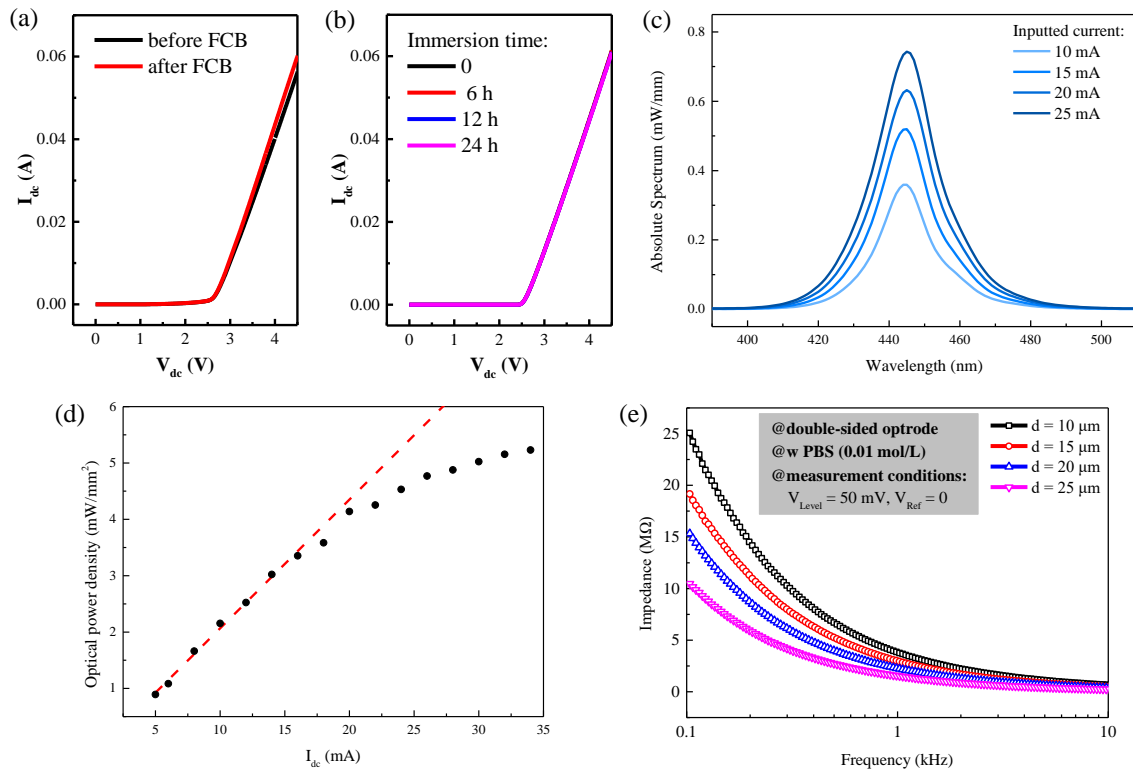 (a)
before FCB
after FCB
0.06
0.04
0.02
0.00
I_dc (A)
0 1 2 3 4
V_dc (V)
(b)
Immersion time:
0
6 h
12 h
24 h
0.06
0.04
0.02
0.00
I_dc (A)
0 1 2 3 4
V_dc (V)
(c)
Inputted current:
10 mA
15 mA
20 mA
25 mA
0.8
0.6
0.4
0.2
0.0
Absolute Spectrum (mW/mm)
400 420 440 460 480 500
Wavelength (nm)
(d)
6
5
4
3
2
1
Optical power density (mW/mm²)
5 10 15 20 25 30 35
I_dc (mA)
(e)
@double-sided optrode
@w PBS (0.01 mol/L)
@measurement conditions:
V_Level = 50 mV, V_Ref = 0
d = 10 μm
d = 15 μm
d = 20 μm
d = 25 μm
25
20
15
10
5
0
Impedance (MΩ)
0.1 1 10
Frequency (kHz)